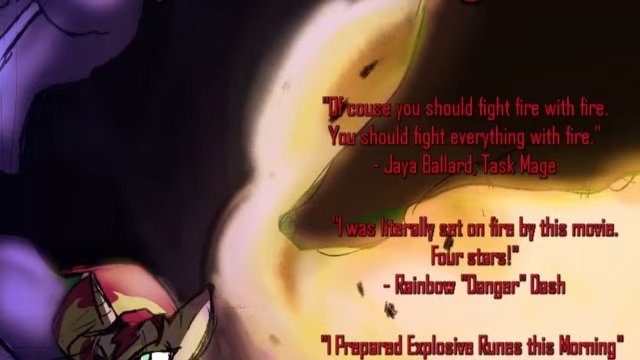 "Of couse you should fight fire with fire.
You should fight everything with fire."
- Jaya Ballard, Task Mage
"I was literally set on fire by this movie.
Four stars!"
- Rainbow "Danger" Dash
"I Prepared Explosive Runes this Morning"